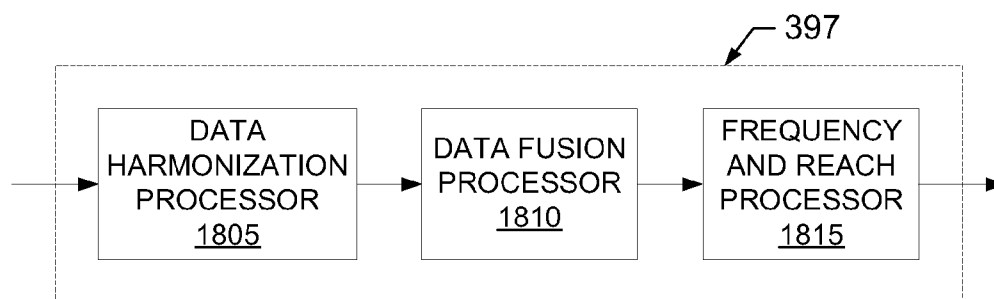 397
DATA
HARMONIZATION
PROCESSOR
1805
DATA FUSION
PROCESSOR
1810
FREQUENCY
AND REACH
PROCESSOR
1815